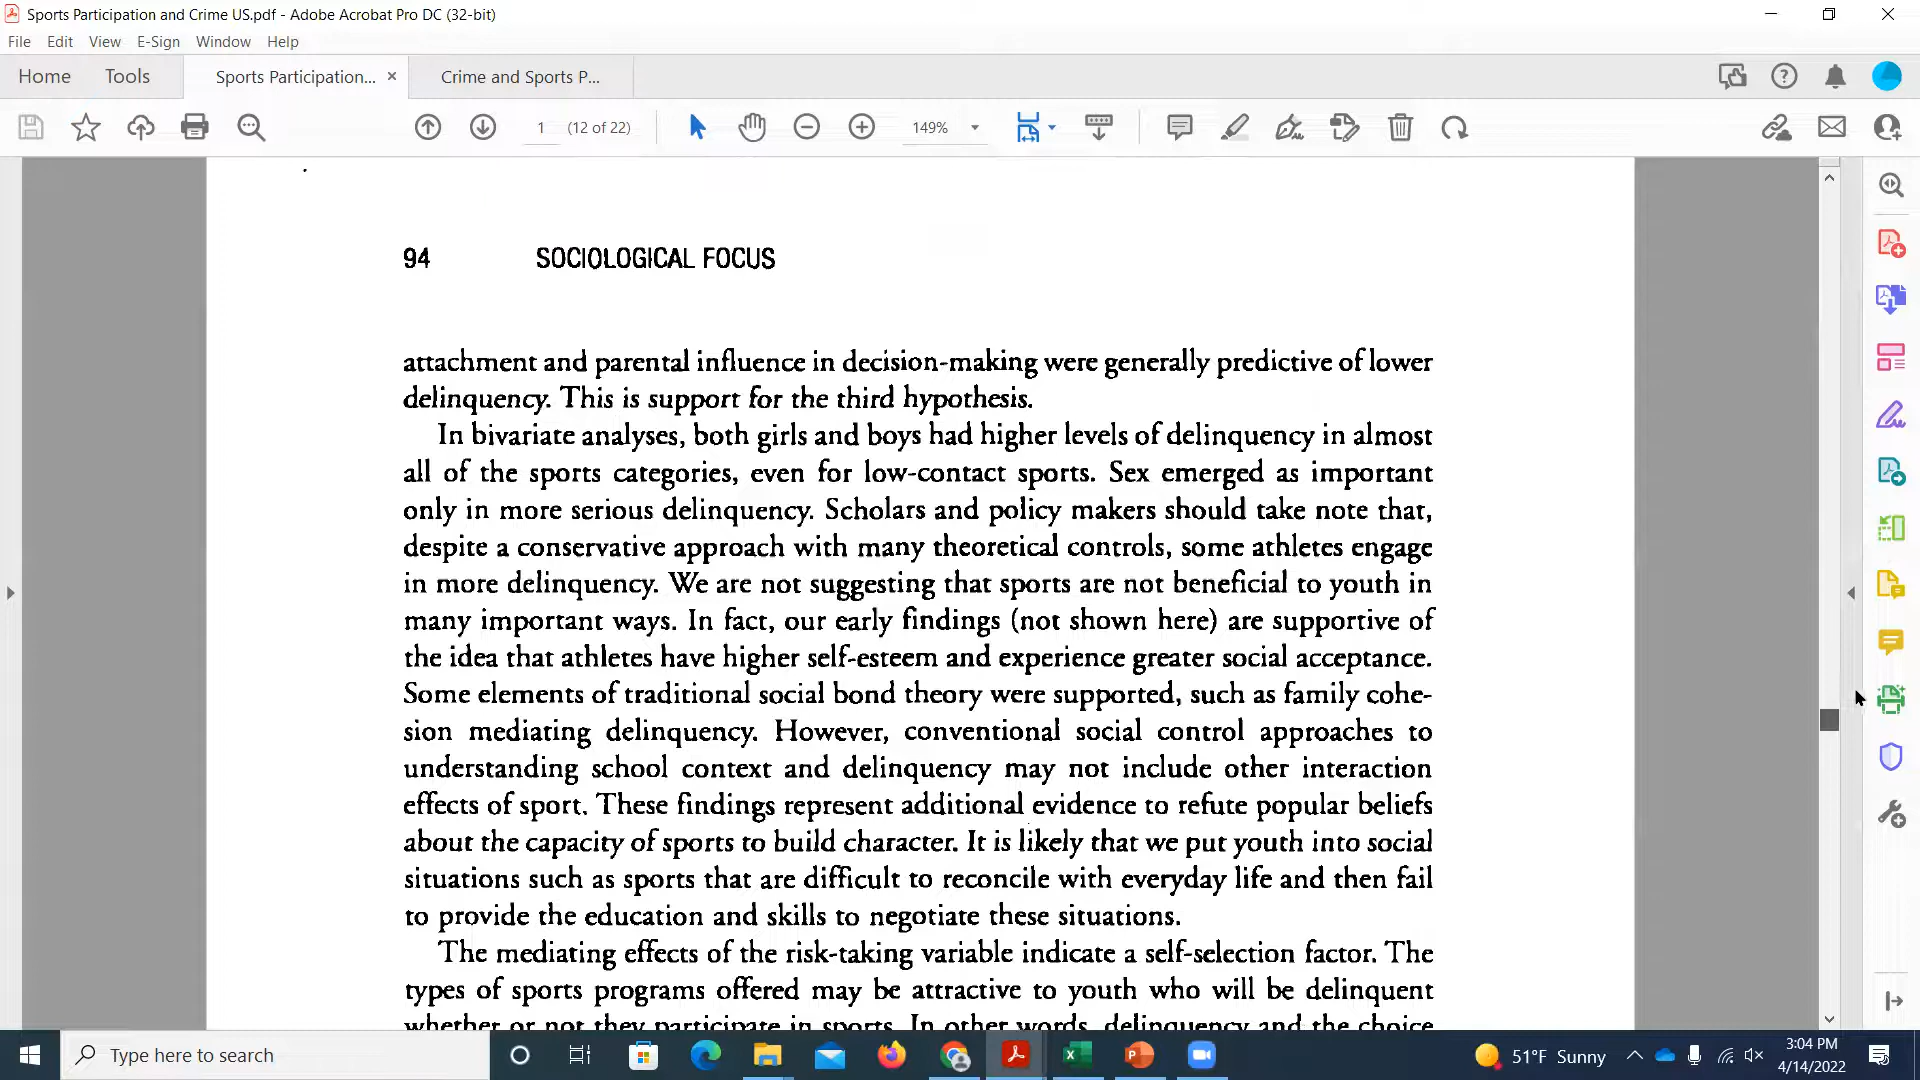 Sports Participation and Crime US.pdf - Adobe Acrobat Pro DC (32-bit)
File Edit View E-Sign Window Help
Home Tools Sports Participation... × Crime and Sports P...
1 (12 of 22) 149%
94 SOCIOLOGICAL FOCUS
attachment and parental influence in decision-making were generally predictive of lower
delinquency. This is support for the third hypothesis.
In bivariate analyses, both girls and boys had higher levels of delinquency in almost
all of the sports categories, even for low-contact sports. Sex emerged as important
only in more serious delinquency. Scholars and policy makers should take note that,
despite a conservative approach with many theoretical controls, some athletes engage
in more delinquency. We are not suggesting that sports are not beneficial to youth in
many important ways. In fact, our early findings (not shown here) are supportive of
the idea that athletes have higher self-esteem and experience greater social acceptance.
Some elements of traditional social bond theory were supported, such as family cohe-
sion mediating delinquency. However, conventional social control approaches to
understanding school context and delinquency may not include other interaction
effects of sport. These findings represent additional evidence to refute popular beliefs
about the capacity of sports to build character. It is likely that we put youth into social
situations such as sports that are difficult to reconcile with everyday life and then fail
to provide the education and skills to negotiate these situations.
The mediating effects of the risk-taking variable indicate a self-selection factor. The
types of sports programs offered may be attractive to youth who will be delinquent
whether or not they participate in sports. In other words, delinquency and the choice
Type here to search
51°F Sunny
3:04 PM
4/14/2022